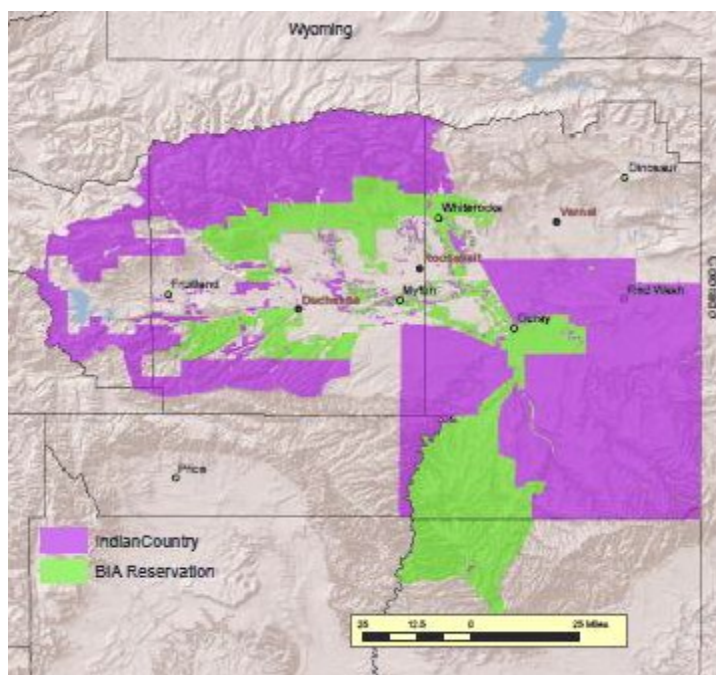 Wyoming
Dinosaur
Whiterocks
Vernal
Roosevelt
Fruitland
Myton
Red Wash
Colorado
Duchesne
Ouray
Price
IndianCountry
BIA Reservation
25 12.5 0 25 Miles